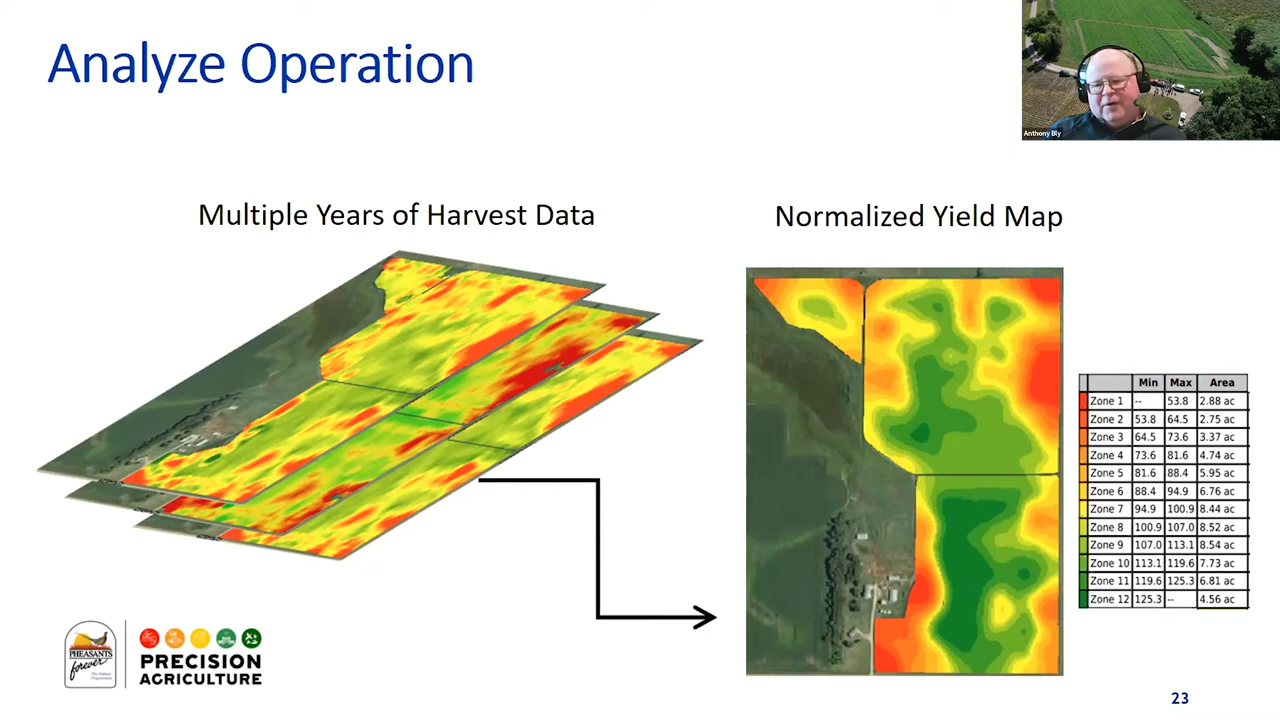 Analyze Operation
Anthony Bly
Multiple Years of Harvest Data
Normalized Yield Map
Min Max Area
Zone 1 -- 53.8 2.88 ac
Zone 2 53.8 64.5 2.75 ac
Zone 3 64.5 73.6 3.37 ac
Zone 4 73.6 81.6 4.74 ac
Zone 5 81.6 88.4 5.95 ac
Zone 6 88.4 94.9 6.76 ac
Zone 7 94.9 100.9 8.44 ac
Zone 8 100.9 107.0 8.52 ac
Zone 9 107.0 113.1 8.54 ac
Zone 10 113.1 119.6 7.73 ac
Zone 11 119.6 125.3 6.81 ac
Zone 12 125.3 -- 4.56 ac
PHEASANTS
forever
PRECISION
AGRICULTURE
23